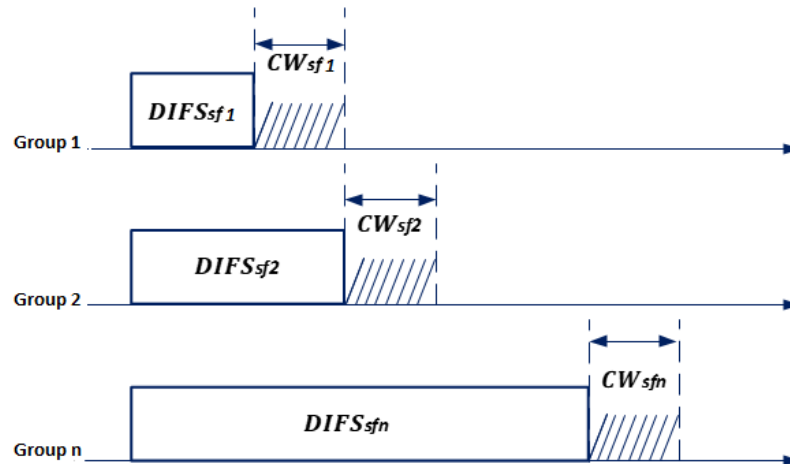 CWsf1
DIFSsf1
Group 1
CWsf2
DIFSsf2
Group 2
CWsfn
DIFSsfn
Group n